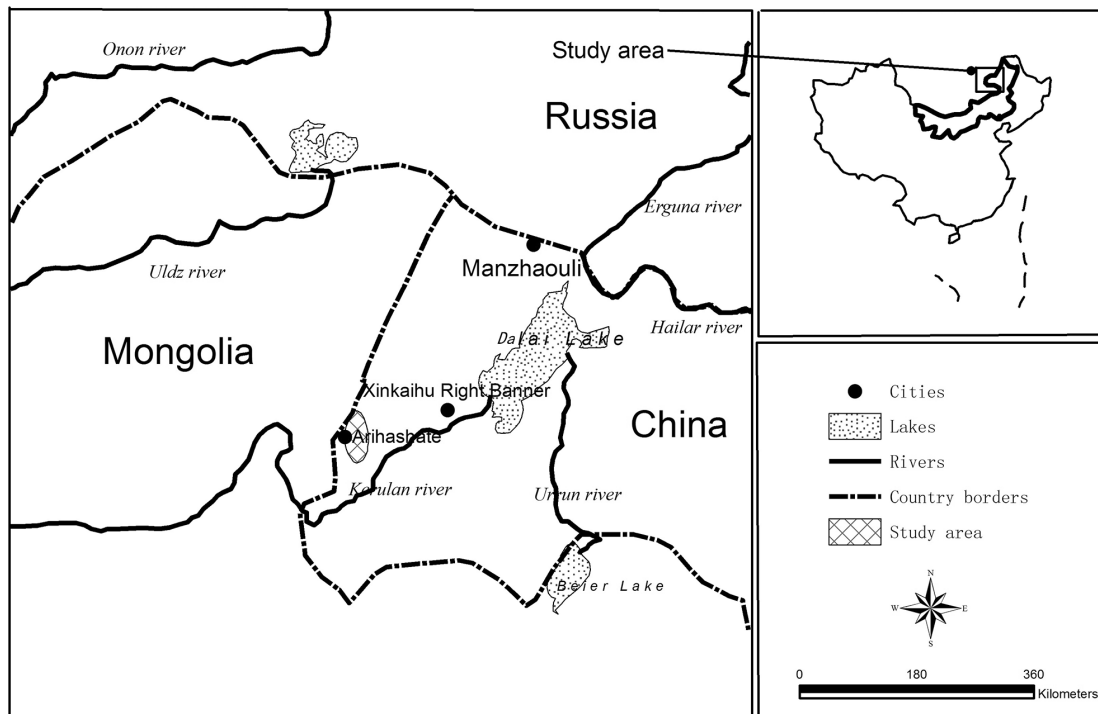 Onon river
Russia
Erguna river
Uldz river
Manzhaouli
Hailar river
Dalai Lake
Mongolia
Xinkaihu Right Banner
China
Arihashate
Kerulan river
Urrun river
Beier Lake
Study area
Cities
Lakes
Rivers
Country borders
Study area
N
W E
S
0 180 360
Kilometers